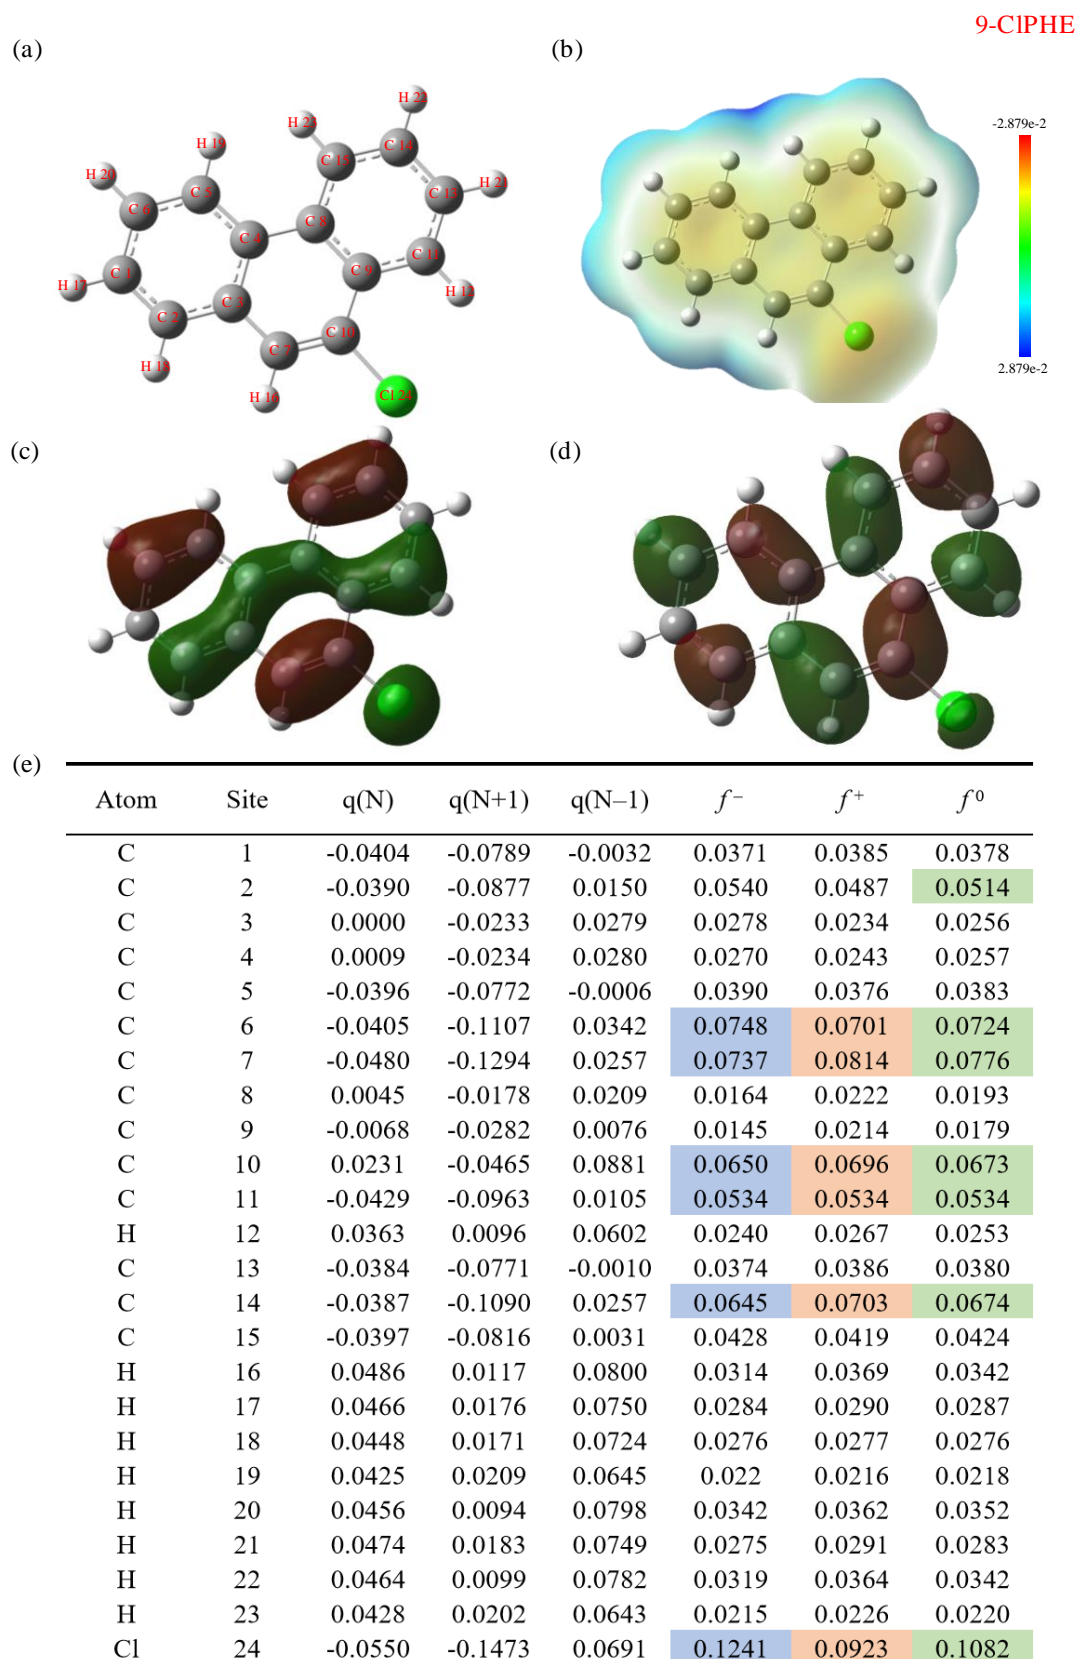 9-ClPHE
(a)
(b)
H 22
H 23
C 14
H 19
C 15
H 20
C 13
H 21
C 5
C 6
C 8
C 4
C 11
C 9
C 1
H 17
H 13
C 3
C 2
C 10
C 7
H 18
H 16
Cl 24
-2.879e-2
2.879e-2
(c)
(d)
(e)
Atom Site q(N) q(N+1) q(N–1) f⁻ f⁺ f⁰
C 1 -0.0404 -0.0789 -0.0032 0.0371 0.0385 0.0378
C 2 -0.0390 -0.0877 0.0150 0.0540 0.0487 0.0514
C 3 0.0000 -0.0233 0.0279 0.0278 0.0234 0.0256
C 4 0.0009 -0.0234 0.0280 0.0270 0.0243 0.0257
C 5 -0.0396 -0.0772 -0.0006 0.0390 0.0376 0.0383
C 6 -0.0405 -0.1107 0.0342 0.0748 0.0701 0.0724
C 7 -0.0480 -0.1294 0.0257 0.0737 0.0814 0.0776
C 8 0.0045 -0.0178 0.0209 0.0164 0.0222 0.0193
C 9 -0.0068 -0.0282 0.0076 0.0145 0.0214 0.0179
C 10 0.0231 -0.0465 0.0881 0.0650 0.0696 0.0673
C 11 -0.0429 -0.0963 0.0105 0.0534 0.0534 0.0534
H 12 0.0363 0.0096 0.0602 0.0240 0.0267 0.0253
C 13 -0.0384 -0.0771 -0.0010 0.0374 0.0386 0.0380
C 14 -0.0387 -0.1090 0.0257 0.0645 0.0703 0.0674
C 15 -0.0397 -0.0816 0.0031 0.0428 0.0419 0.0424
H 16 0.0486 0.0117 0.0800 0.0314 0.0369 0.0342
H 17 0.0466 0.0176 0.0750 0.0284 0.0290 0.0287
H 18 0.0448 0.0171 0.0724 0.0276 0.0277 0.0276
H 19 0.0425 0.0209 0.0645 0.022 0.0216 0.0218
H 20 0.0456 0.0094 0.0798 0.0342 0.0362 0.0352
H 21 0.0474 0.0183 0.0749 0.0275 0.0291 0.0283
H 22 0.0464 0.0099 0.0782 0.0319 0.0364 0.0342
H 23 0.0428 0.0202 0.0643 0.0215 0.0226 0.0220
Cl 24 -0.0550 -0.1473 0.0691 0.1241 0.0923 0.1082